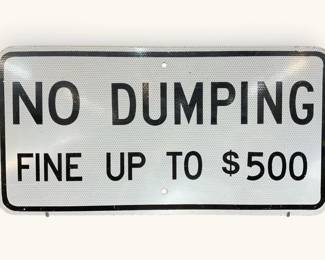 NO DUMPING
FINE UP TO $500